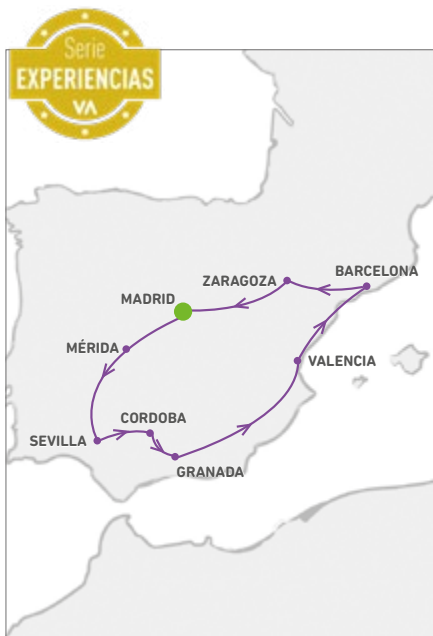 Serie
EXPERIENCIAS
VA
ZARAGOZA
BARCELONA
MADRID
MÉRIDA
VALENCIA
CORDOBA
SEVILLA
GRANADA